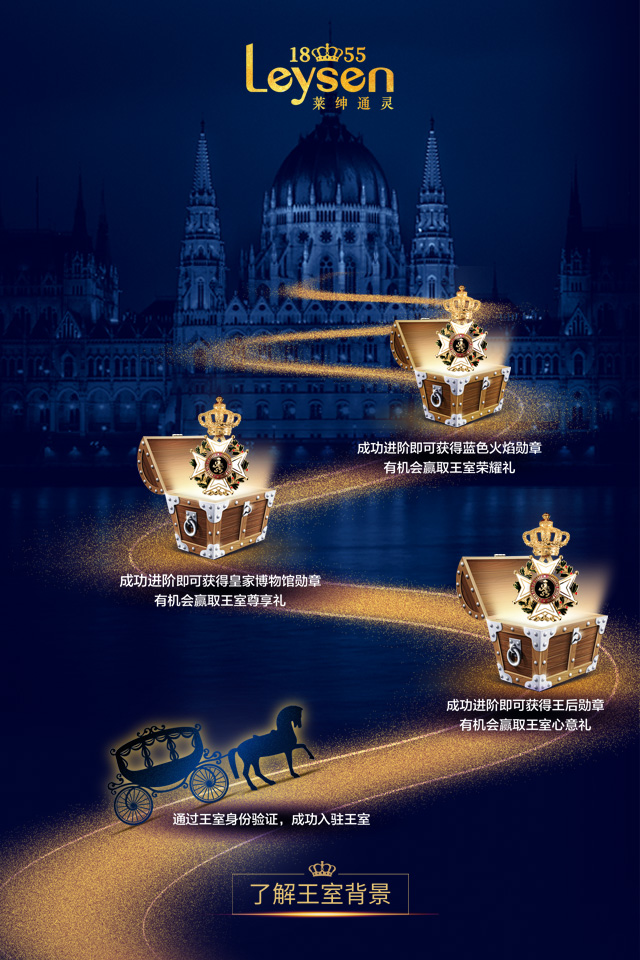 1855
Leysen
莱绅通灵
成功进阶即可获得蓝色火焰勋章
有机会赢取王室荣耀礼
成功进阶即可获得皇家博物馆勋章
有机会赢取王室尊享礼
成功进阶即可获得王后勋章
有机会赢取王室心意礼
通过王室身份验证，成功入驻王室
了解王室背景